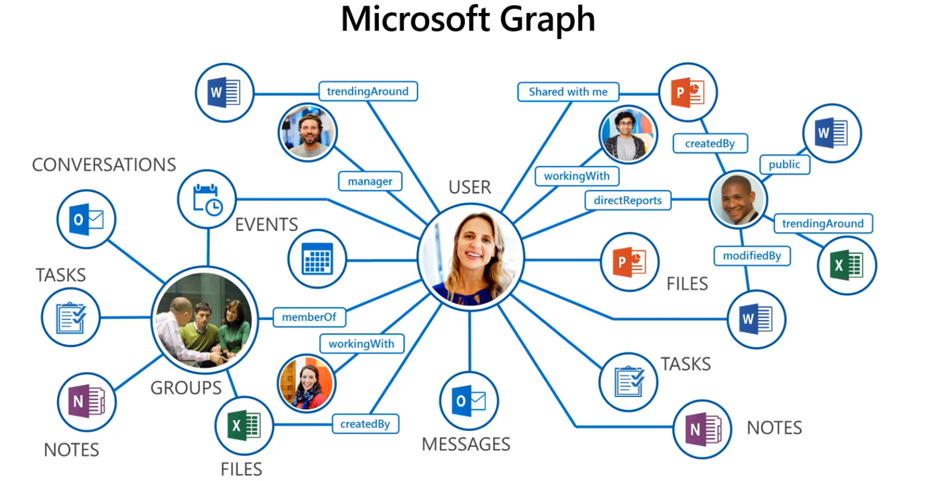 Microsoft Graph
W
trendingAround
Shared with me
P
createdBy
W
public
CONVERSATIONS
manager
workingWith
USER
directReports
O
EVENTS
trendingAround
TASKS
modifiedBy
P
X
FILES
memberOf
W
workingWith
TASKS
GROUPS
N
O
X
createdBy
N
NOTES
MESSAGES
NOTES
FILES